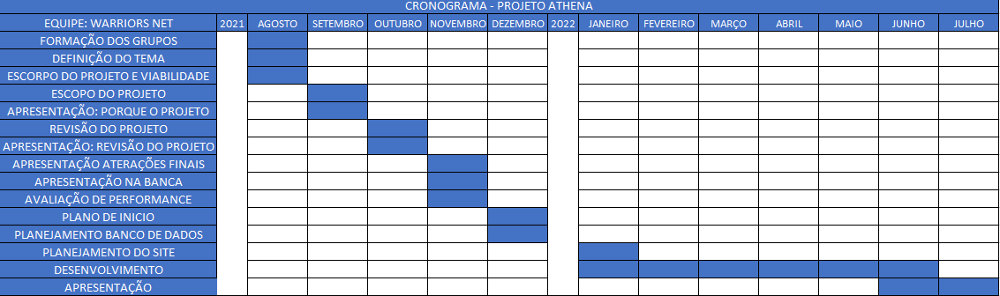 CRONOGRAMA - PROJETO ATHENA
EQUIPE: WARRIORS NET 2021 AGOSTO SETEMBRO OUTUBRO NOVEMBRO DEZEMBRO 2022 JANEIRO FEVEREIRO MARÇO ABRIL MAIO JUNHO JULHO
FORMAÇÃO DOS GRUPOS
DEFINIÇÃO DO TEMA
ESCORPO DO PROJETO E VIABILIDADE
ESCOPO DO PROJETO
APRESENTAÇÃO: PORQUE O PROJETO
REVISÃO DO PROJETO
APRESENTAÇÃO: REVISÃO DO PROJETO
APRESENTAÇÃO ATERAÇÕES FINAIS
APRESENTAÇÃO NA BANCA
AVALIAÇÃO DE PERFORMANCE
PLANO DE INICIO
PLANEJAMENTO BANCO DE DADOS
PLANEJAMENTO DO SITE
DESENVOLVIMENTO
APRESENTAÇÃO